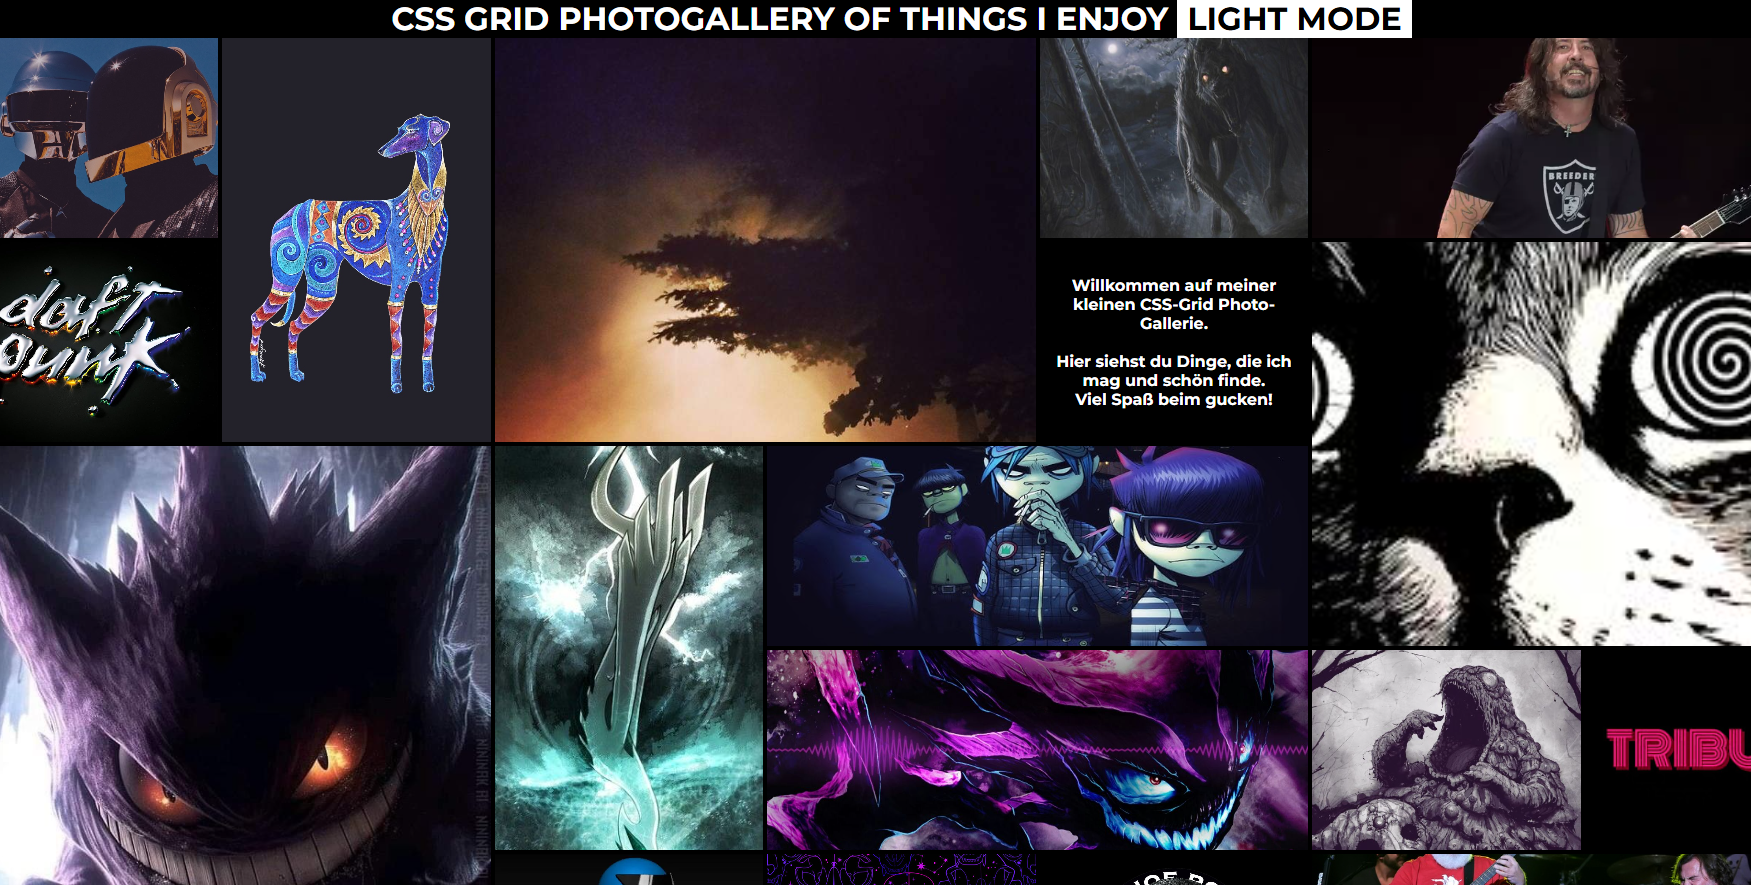 CSS GRID PHOTOGALLERY OF THINGS I ENJOY LIGHT MODE
BREEDER
daft
punk
Willkommen auf meiner
kleinen CSS-Grid Photo-
Gallerie.
Hier siehst du Dinge, die ich
mag und schön finde.
Viel Spaß beim gucken!
TRIBU